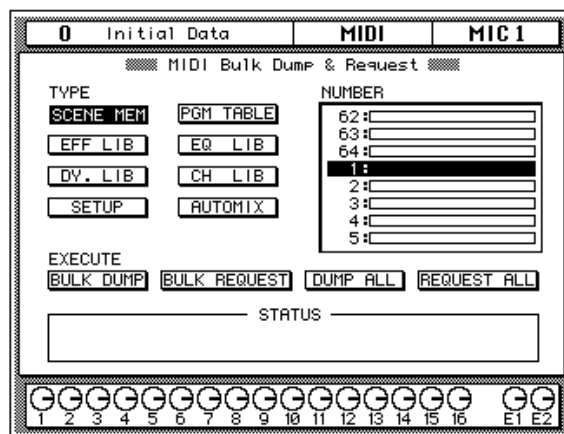 0 Initial Data MIDI MIC 1
MIDI Bulk Dump & Request
TYPE NUMBER
SCENE MEM PGM TABLE
EFF LIB EQ LIB
DY. LIB CH LIB
SETUP AUTOMIX
62:
63:
64:
1:
2:
3:
4:
5:
EXECUTE
BULK DUMP BULK REQUEST DUMP ALL REQUEST ALL
STATUS
1 2 3 4 5 6 7 8 9 10 11 12 13 14 15 16 E1 E2